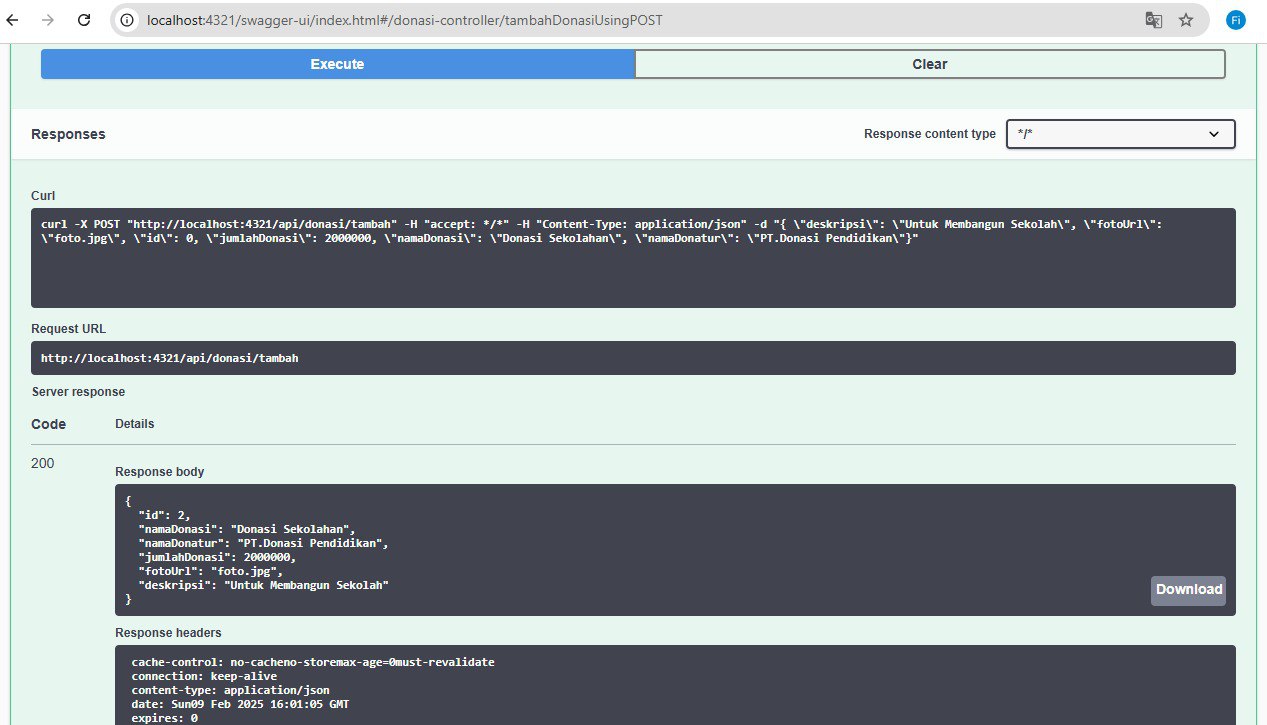 localhost:4321/swagger-ui/index.html#/donasi-controller/tambahDonasiUsingPOST
Fi
Execute
Clear
Responses
Response content type
*/*
Curl
curl -X POST "http://localhost:4321/api/donasi/tambah" -H "accept: */*" -H "Content-Type: application/json" -d "{ \"deskripsi\": \"Untuk Membangun Sekolah\", \"fotoUrl\":
\"foto.jpg\", \"id\": 0, \"jumlahDonasi\": 2000000, \"namaDonasi\": \"Donasi Sekolahan\", \"namaDonatur\": \"PT.Donasi Pendidikan\"}"
Request URL
http://localhost:4321/api/donasi/tambah
Server response
Code
Details
200
Response body
{
"id": 2,
"namaDonasi": "Donasi Sekolahan",
"namaDonatur": "PT.Donasi Pendidikan",
"jumlahDonasi": 2000000,
"fotoUrl": "foto.jpg",
"deskripsi": "Untuk Membangun Sekolah"
}
Download
Response headers
cache-control: no-cacheno-storemax-age=0must-revalidate
connection: keep-alive
content-type: application/json
date: Sun09 Feb 2025 16:01:05 GMT
expires: 0